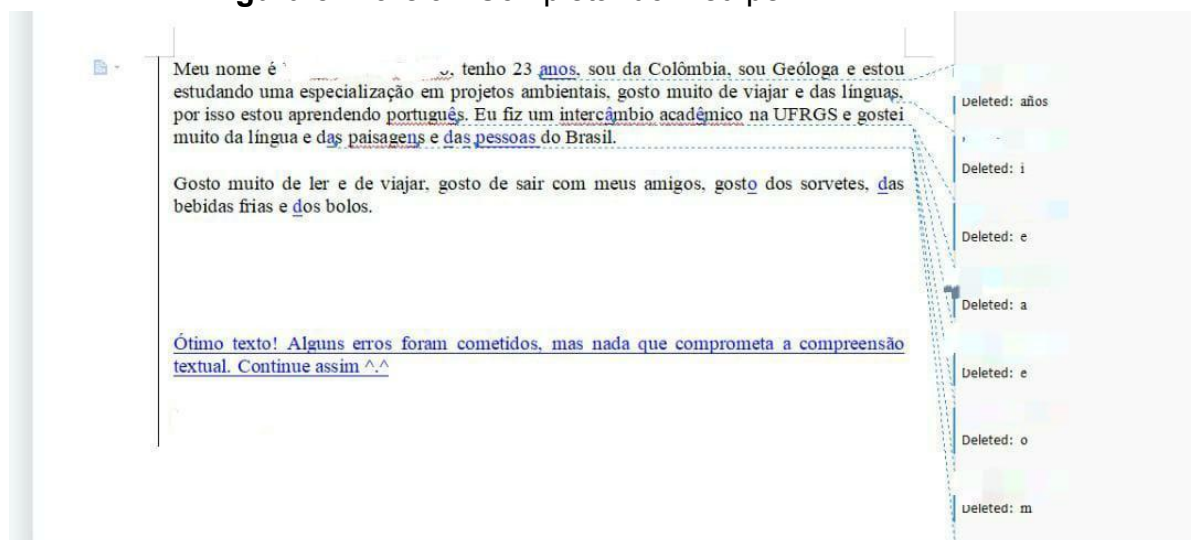 Meu nome é , tenho 23 anos, sou da Colômbia, sou Geóloga e estou
estudando uma especialização em projetos ambientais, gosto muito de viajar e das línguas,
por isso estou aprendendo português. Eu fiz um intercâmbio acadêmico na UFRGS e gostei
muito da língua e das paisagens e das pessoas do Brasil.
Gosto muito de ler e de viajar, gosto de sair com meus amigos, gosto dos sorvetes, das
bebidas frias e dos bolos.
Ótimo texto! Alguns erros foram cometidos, mas nada que comprometa a compreensão
textual. Continue assim ^.^
Deleted: años
Deleted: i
Deleted: e
Deleted: a
Deleted: e
Deleted: o
Deleted: m